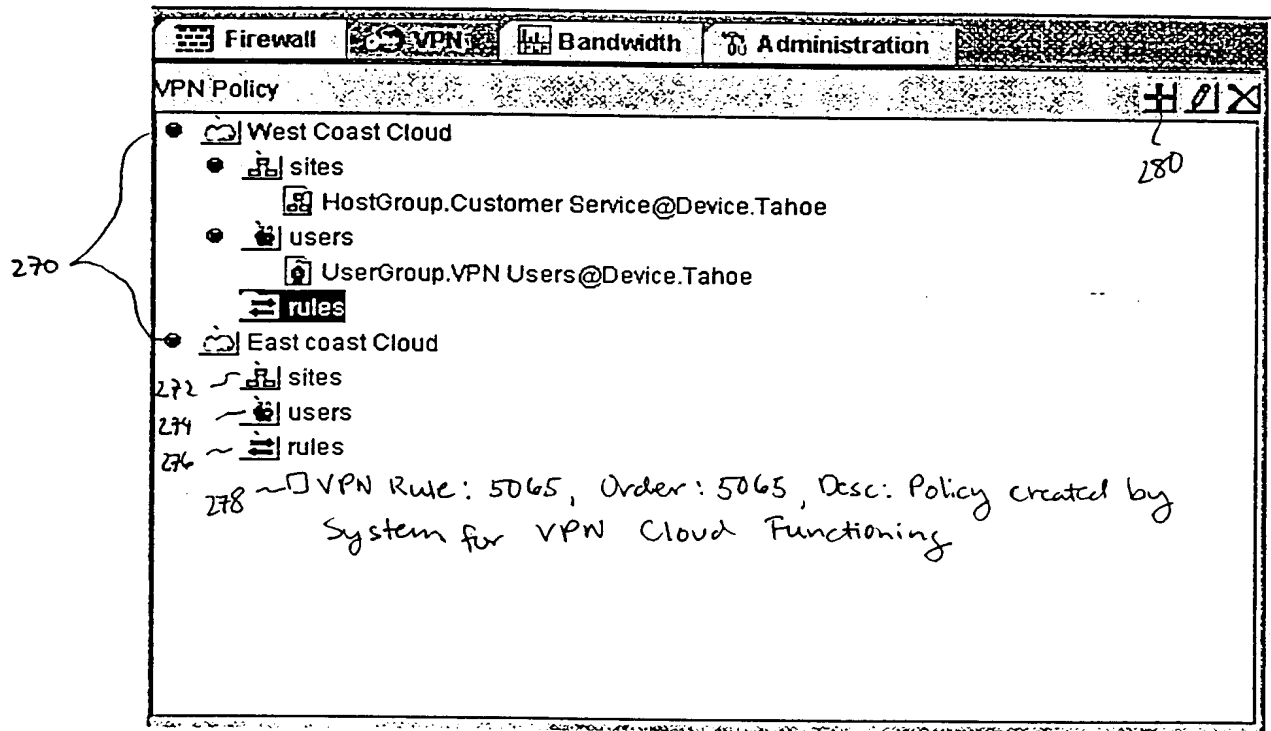 Firewall VPN Bandwidth Administration
VPN Policy
280
West Coast Cloud
sites
HostGroup.Customer Service@Device.Tahoe
users
270
UserGroup.VPN Users@Device.Tahoe
rules
East coast Cloud
272 sites
274 users
276 rules
278 VPN Rule: 5065, Order: 5065, Desc: Policy created by
System for VPN Cloud Functioning